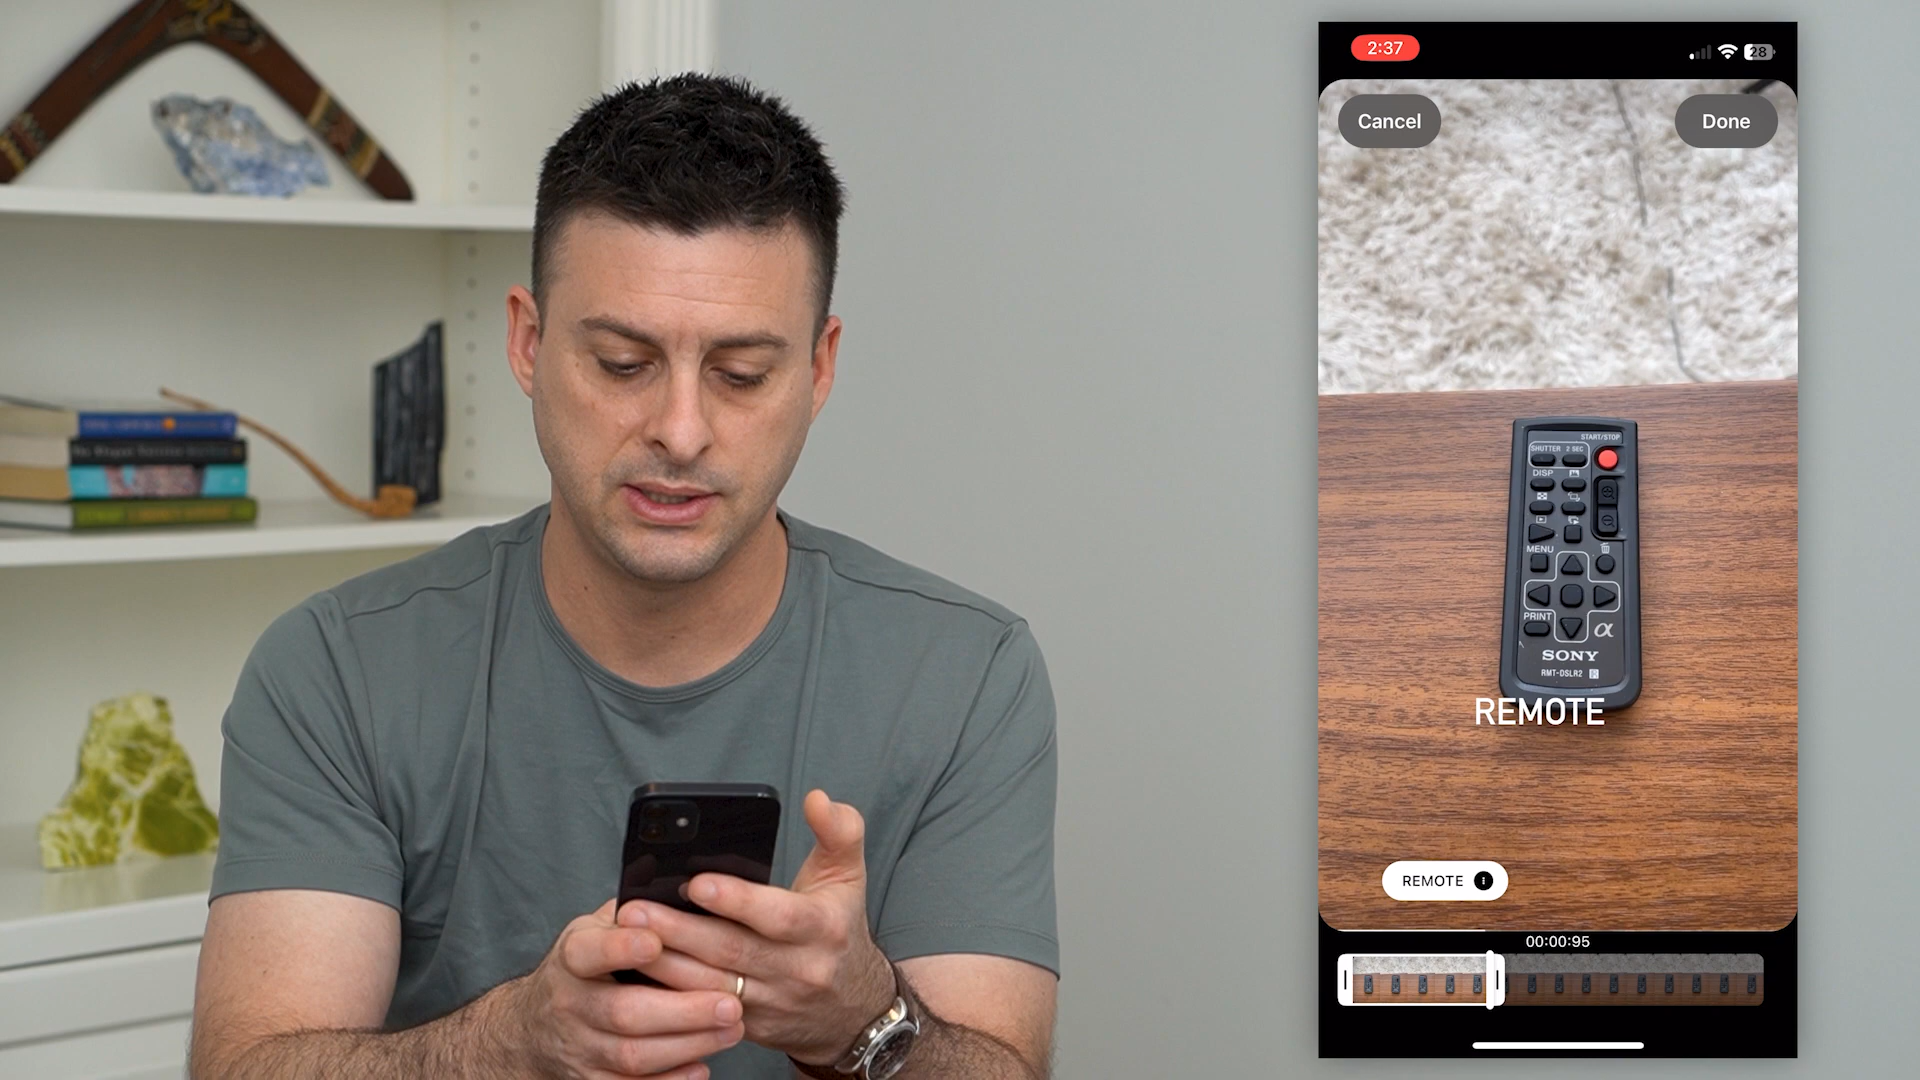 2:37
28
Cancel
Done
START/STOP
SHUTTER 2 SEC
DISP
MENU
PRINT
α
SONY
RMT-DSLR2
REMOTE
REMOTE
00:00:95